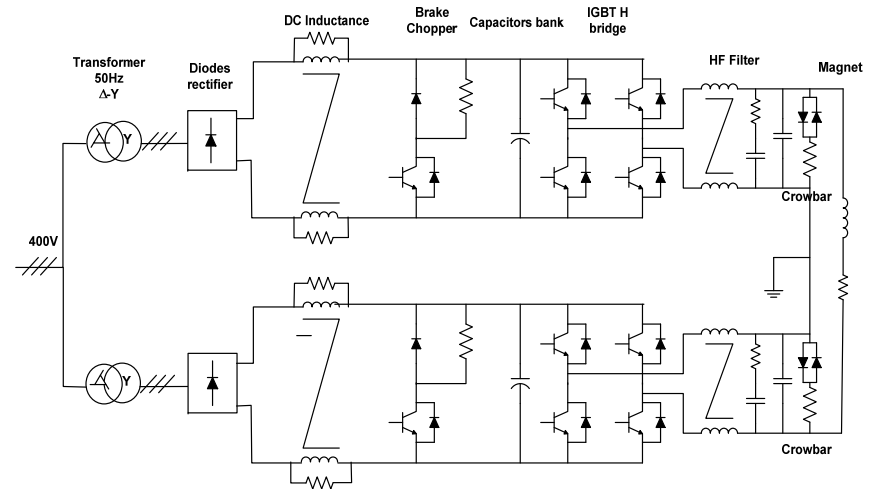 DC Inductance
Brake
Chopper
Capacitors bank
IGBT H
bridge
Transformer
50Hz
Δ-Y
Diodes
rectifier
HF Filter
Magnet
Δ
Y
Crowbar
400V
Δ
Y
Crowbar